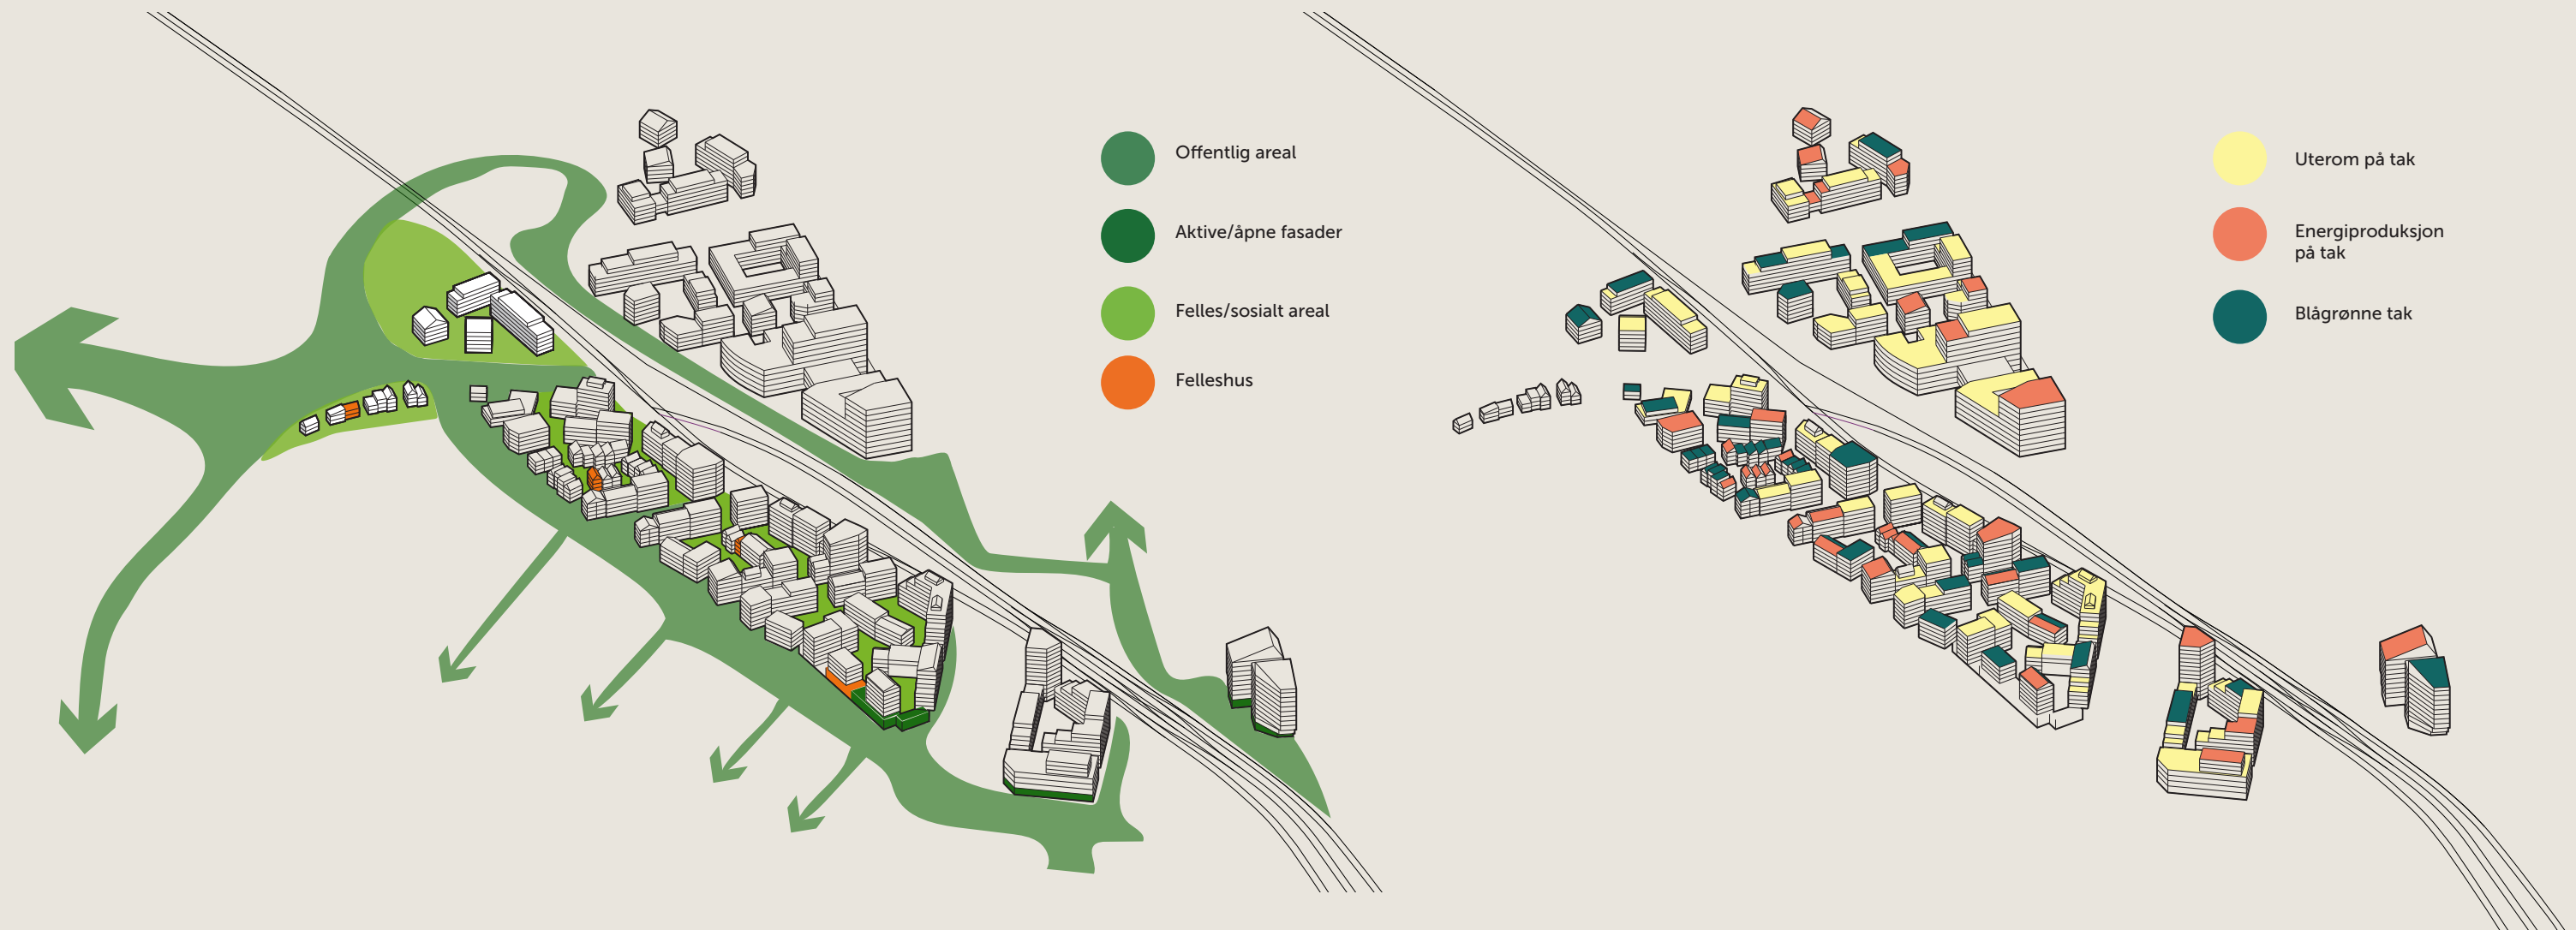 Offentlig areal
Aktive/åpne fasader
Felles/sosialt areal
Felleshus
Uterom på tak
Energiproduksjon
på tak
Blågrønne tak